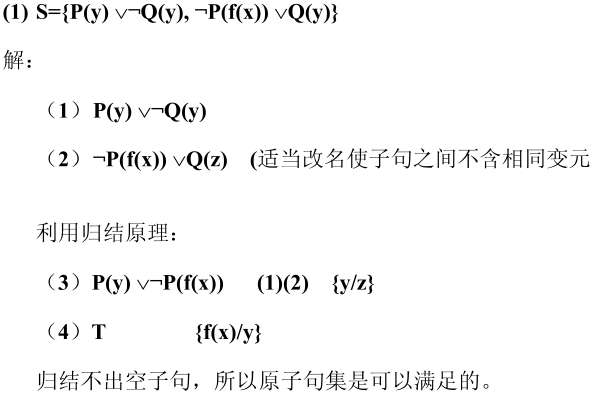 (1) S={P(y) ∨¬Q(y), ¬P(f(x)) ∨Q(y)}
解：
（1）P(y) ∨¬Q(y)
（2）¬P(f(x)) ∨Q(z) (适当改名使子句之间不含相同变元
利用归结原理：
（3）P(y) ∨¬P(f(x)) (1)(2) {y/z}
（4）T {f(x)/y}
归结不出空子句，所以原子句集是可以满足的。